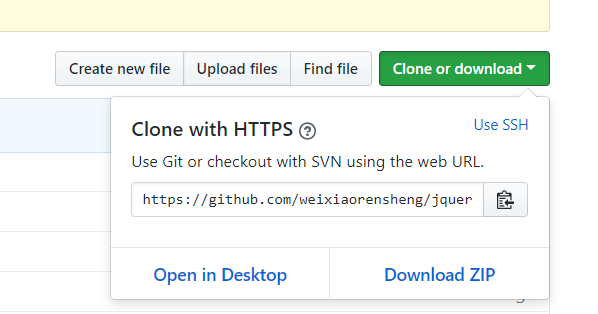 Create new file Upload files Find file Clone or download
Clone with HTTPS Use SSH
Use Git or checkout with SVN using the web URL.
https://github.com/weixiaorensheng/jquer
Open in Desktop Download ZIP